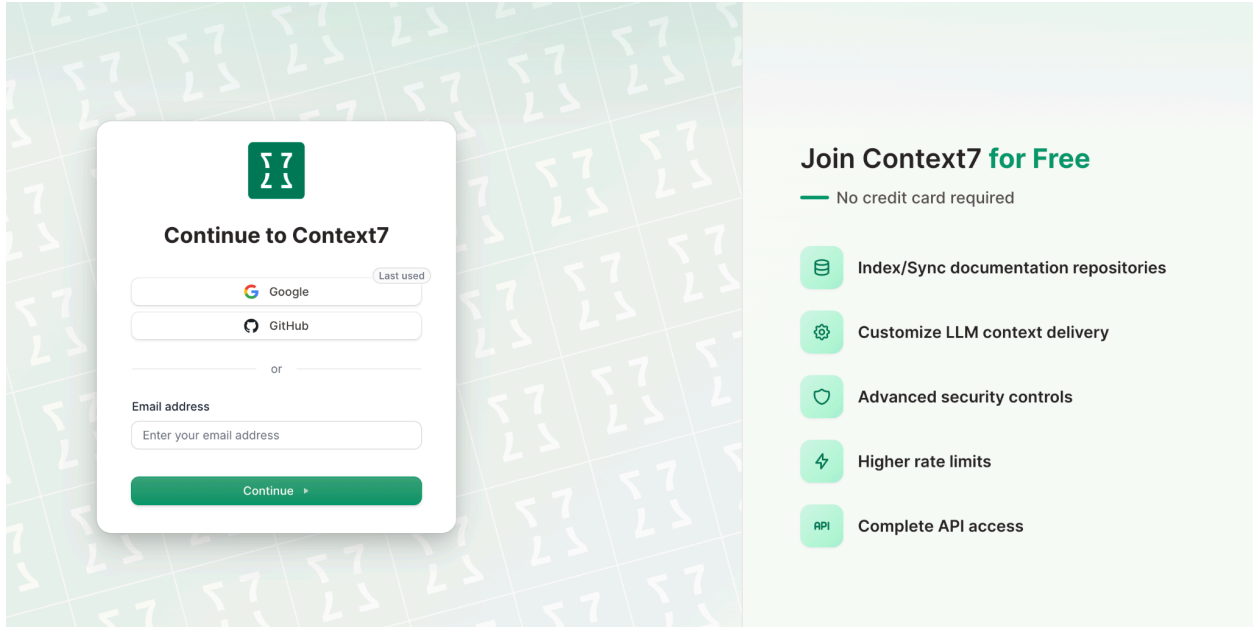 Continue to Context7
Last used
Google
GitHub
or
Email address
Enter your email address
Continue
Join Context7 for Free
No credit card required
Index/Sync documentation repositories
Customize LLM context delivery
Advanced security controls
Higher rate limits
API
Complete API access